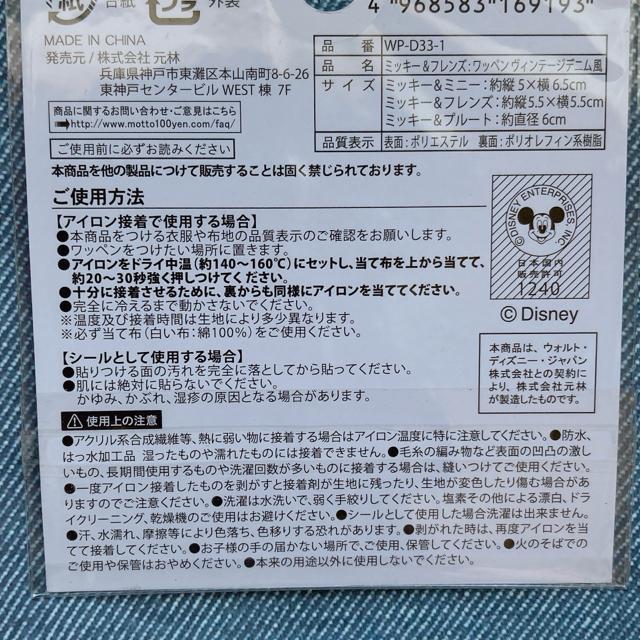 紙 台紙 プラ 外装
4 968583 169193
MADE IN CHINA
発売元/株式会社 元林
兵庫県神戸市東灘区本山南町8-6-26
東神戸センタービル WEST 棟 7F
商品に関するお問い合わせ・ご意見はこちら
http://www.motto100yen.com/faq/
ご使用前に必ずお読みください
品番 WP-D33-1
品名 ミッキー&フレンズ:ワッペンヴィンテージデニム風
サイズ ミッキー&ミニー:約縦5×横6.5cm
ミッキー&フレンズ:約縦5.5×横5.5cm
ミッキー&プルート:約直径6cm
品質表示 表面:ポリエステル 裏面:ポリオレフィン系樹脂
本商品を他の製品につけて販売することは固く禁じられております。
ご使用方法
【アイロン接着で使用する場合】
●本商品をつける衣服や布地の品質表示のご確認をお願いします。
●ワッペンをつけたい場所に置きます。
●アイロンをドライ中温(約140~160℃)にセットし、当て布を上から当てて、
約20~30秒強く押しつけてください。
●十分に接着させるために、裏からも同様にアイロンを当ててください。
●完全に冷えるまで動かさないでください。
※温度及び接着時間は生地により多少異なります。
※必ず当て布(白い布:綿100%)をご使用ください。
【シールとして使用する場合】
●貼りつける面の汚れを完全に落としてから貼ってください。
●肌には絶対に貼らないでください。
かゆみ、かぶれ、湿疹の原因となる場合があります。
©DISNEY ENTERPRISES INC.
日本国内
販売許可
1240
©Disney
本商品は、ウォルト・
ディズニー・ジャパン
株式会社との契約に
より、株式会社元林
が製造したものです。
使用上の注意
●アクリル系合成繊維等、熱に弱い物に接着する場合はアイロン温度に特に注意してください。●防水、
はっ水加工品 湿ったものや濡れたものには接着できません。●毛糸の編み物など表面の凹凸の激し
いもの、長期間使用するものや洗濯回数が多いものに接着する場合は、縫いつけてご使用ください。
●一度アイロン接着したものを剥がすと接着剤が生地に残ったり、生地が変色したり傷む場合があり
ますのでご注意ください。●洗濯は水洗いで、弱く手絞りしてください。塩素その他による漂白、ドラ
イクリーニング、乾燥機のご使用はお避けください。●シールとして使用した場合洗濯は出来ません。
●汗、水濡れ、摩擦等により色落ち、色移りする恐れがあります。●剥がれた時は、再度アイロンを当
てて接着してください。●お子様の手の届かない場所で、ご使用、保管してください。●火のそばでの
ご使用や保管はおやめください。●本来の用途以外に使用しないでください。